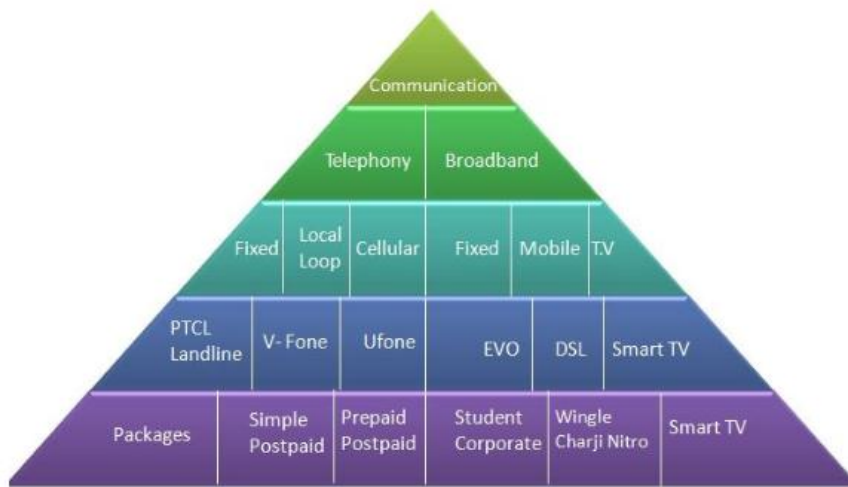 Communication
Telephony
Broadband
Fixed
Local
Loop
Cellular
Fixed
Mobile
T.V
PTCL
Landline
V- Fone
Ufone
EVO
DSL
Smart TV
Packages
Simple
Postpaid
Prepaid
Postpaid
Student
Corporate
Wingle
Charji Nitro
Smart TV